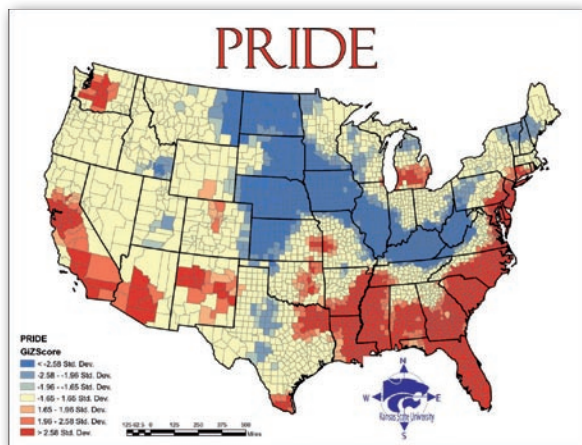 PRIDE
PRIDE
GiZScore
< -2.58 Std. Dev.
-2.58 - -1.96 Std. Dev.
-1.96 - -1.65 Std. Dev.
-1.65 - 1.65 Std. Dev.
1.65 - 1.96 Std. Dev.
1.96 - 2.58 Std. Dev.
> 2.58 Std. Dev.
Miles
N
W
E
S
Kansas State University